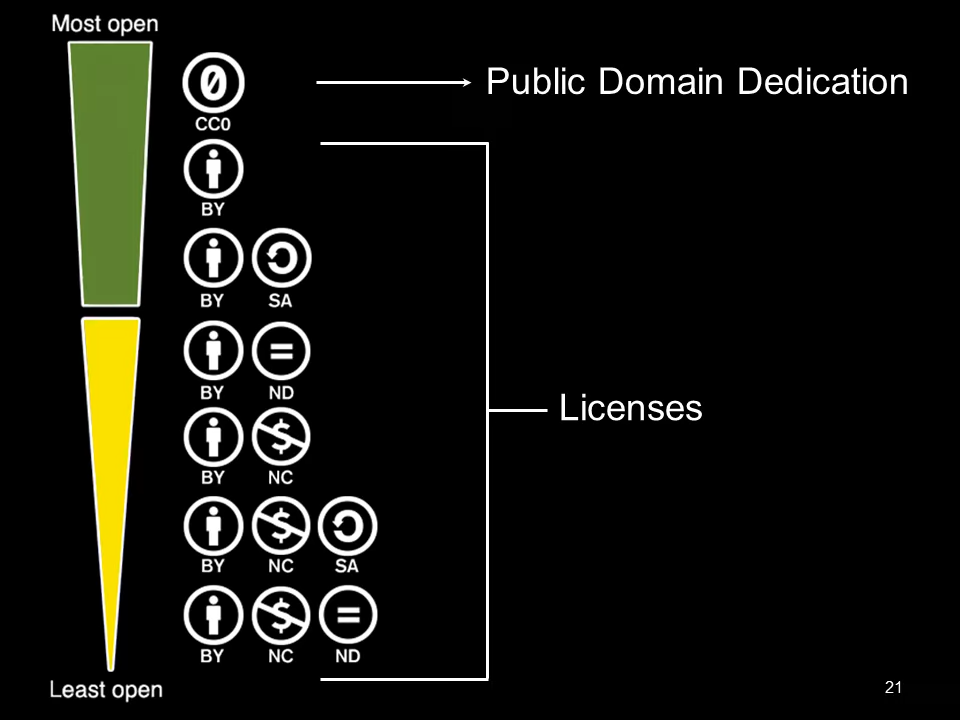 Most open
Public Domain Dedication
CC0
BY
BY SA
BY ND
Licenses
BY NC
BY NC SA
BY NC ND
Least open
21